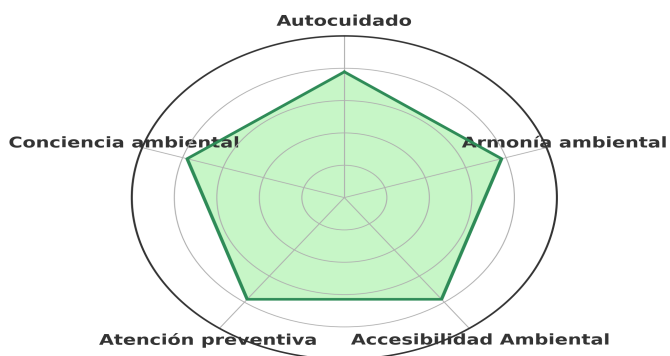 Autocuidado
Conciencia ambiental
Armonía ambiental
Atención preventiva
Accesibilidad Ambiental